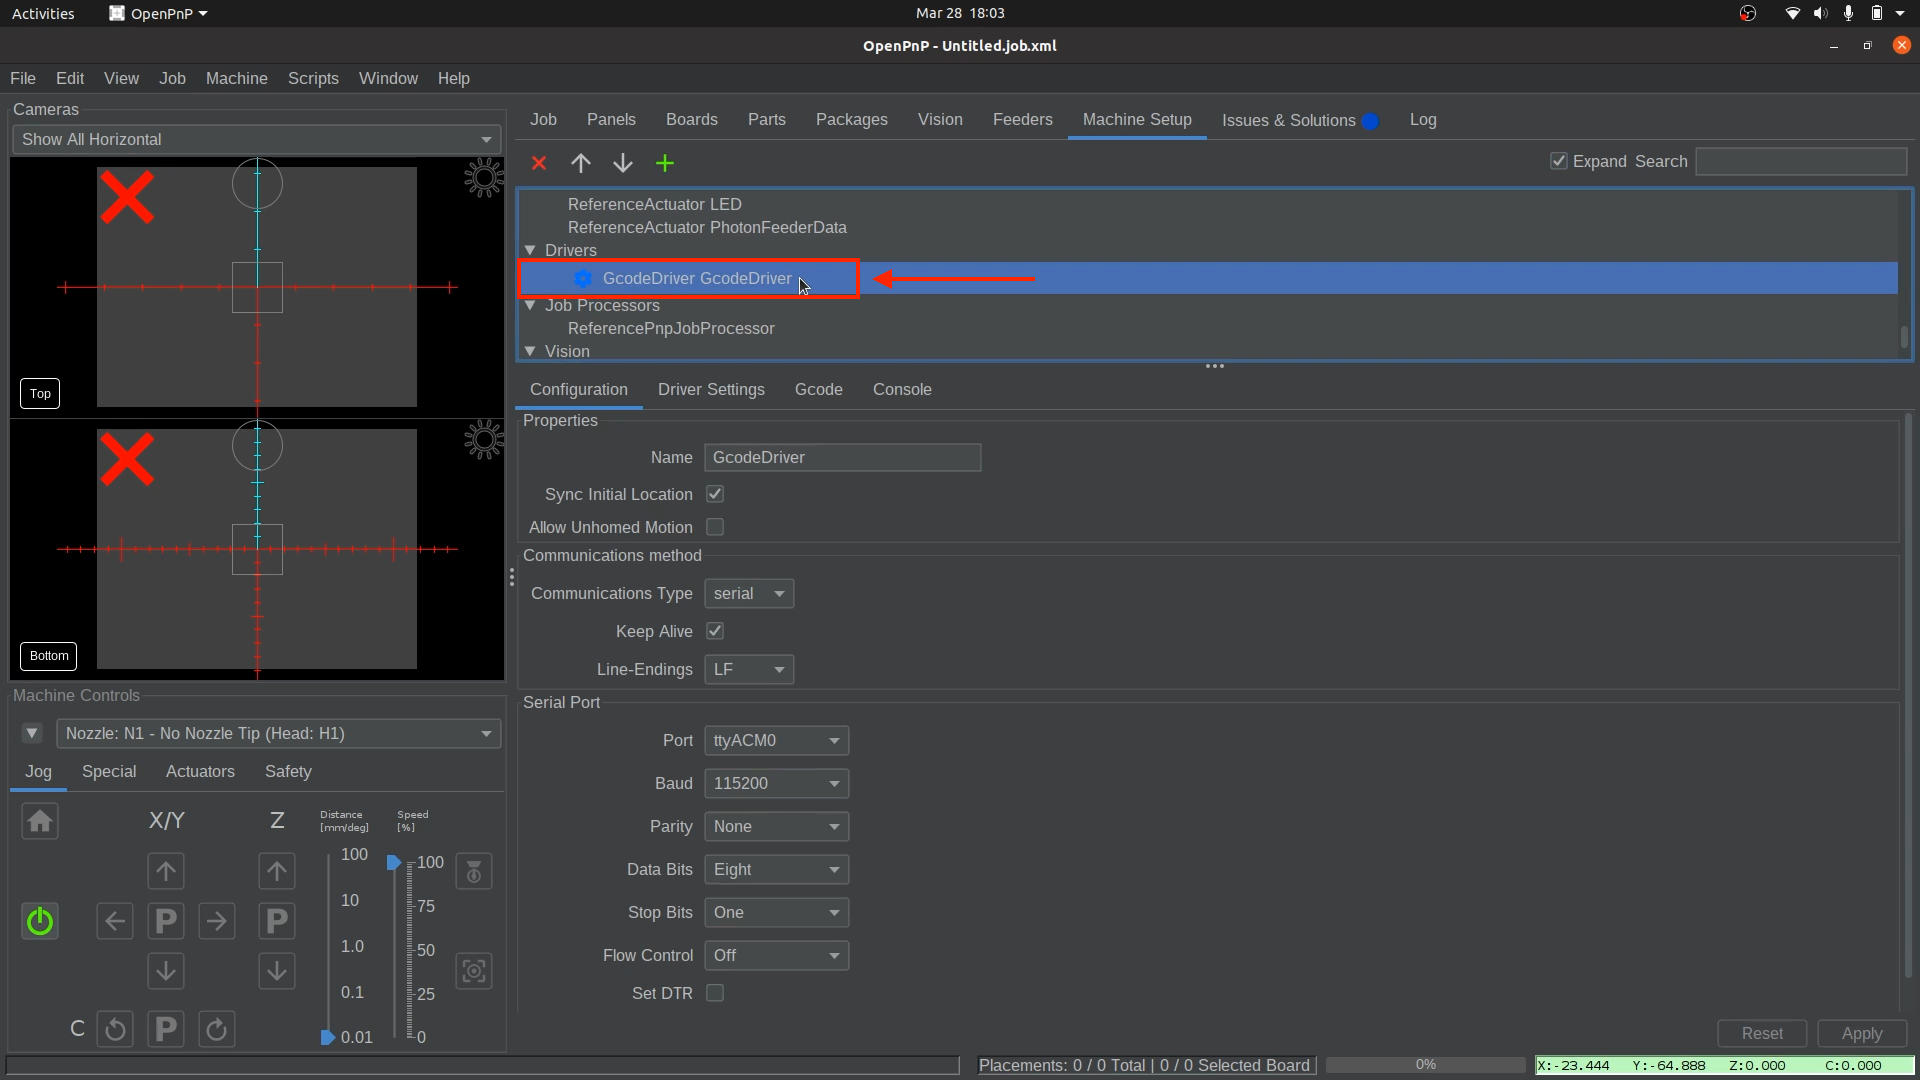 Activities OpenPnP Mar 28 18:03
OpenPnP - Untitled.job.xml
File Edit View Job Machine Scripts Window Help
Cameras
Show All Horizontal
Top
Bottom
Machine Controls
Nozzle: N1 - No Nozzle Tip (Head: H1)
Jog Special Actuators Safety
X/Y Z Distance [mm/deg] Speed [%]
100 100
10 75
P P
1.0 50
0.1 25
C P 0.01 0
Job Panels Boards Parts Packages Vision Feeders Machine Setup Issues & Solutions Log
Expand Search
ReferenceActuator LED
ReferenceActuator PhotonFeederData
Drivers
GcodeDriver GcodeDriver
Job Processors
ReferencePnpJobProcessor
Vision
Configuration Driver Settings Gcode Console
Properties
Name GcodeDriver
Sync Initial Location
Allow Unhomed Motion
Communications method
Communications Type serial
Keep Alive
Line-Endings LF
Serial Port
Port ttyACM0
Baud 115200
Parity None
Data Bits Eight
Stop Bits One
Flow Control Off
Set DTR
Reset Apply
Placements: 0 / 0 Total | 0 / 0 Selected Board 0% X:-23.444 Y:-64.888 Z:0.000 C:0.000